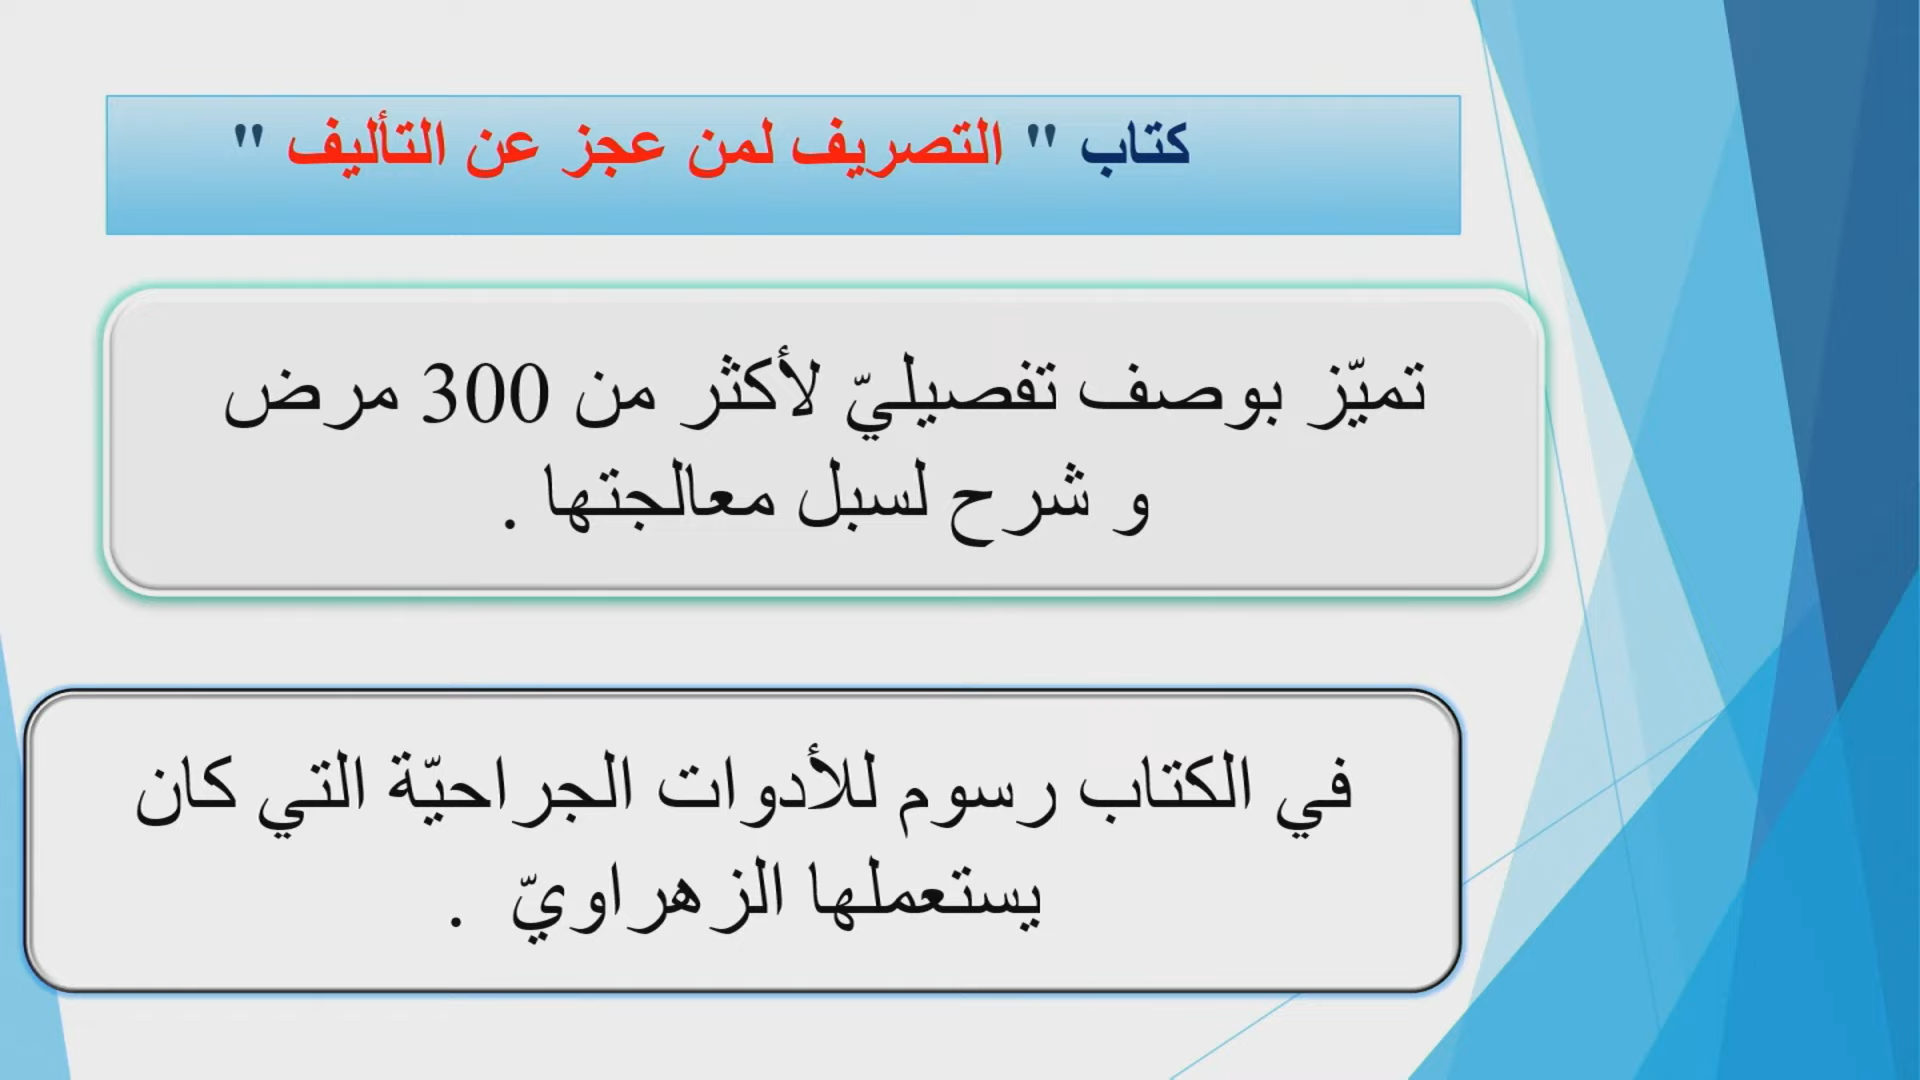 كتاب " التصريف لمن عجز عن التأليف "
تميّز بوصف تفصيليّ لأكثر من 300 مرض
و شرح لسبل معالجتها .
في الكتاب رسوم للأدوات الجراحيّة التي كان
يستعملها الزهراويّ .